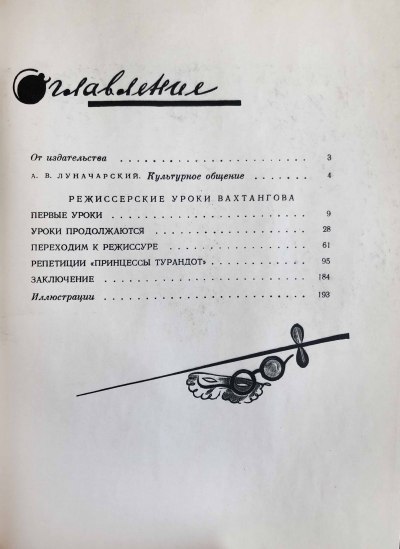 Оглавление
От издательства . . . . . . . . . . . . . . . . . . 3
А. В. ЛУНАЧАРСКИЙ. Культурное общение . . . . . . . 4
РЕЖИССЕРСКИЕ УРОКИ ВАХТАНГОВА
ПЕРВЫЕ УРОКИ . . . . . . . . . . . . . . . . . . 9
УРОКИ ПРОДОЛЖАЮТСЯ . . . . . . . . . . . . . . 28
ПЕРЕХОДИМ К РЕЖИССУРЕ . . . . . . . . . . . . . 61
РЕПЕТИЦИИ «ПРИНЦЕССЫ ТУРАНДОТ» . . . . . . . . 95
ЗАКЛЮЧЕНИЕ . . . . . . . . . . . . . . . . . . 184
Иллюстрации . . . . . . . . . . . . . . . . . . 193